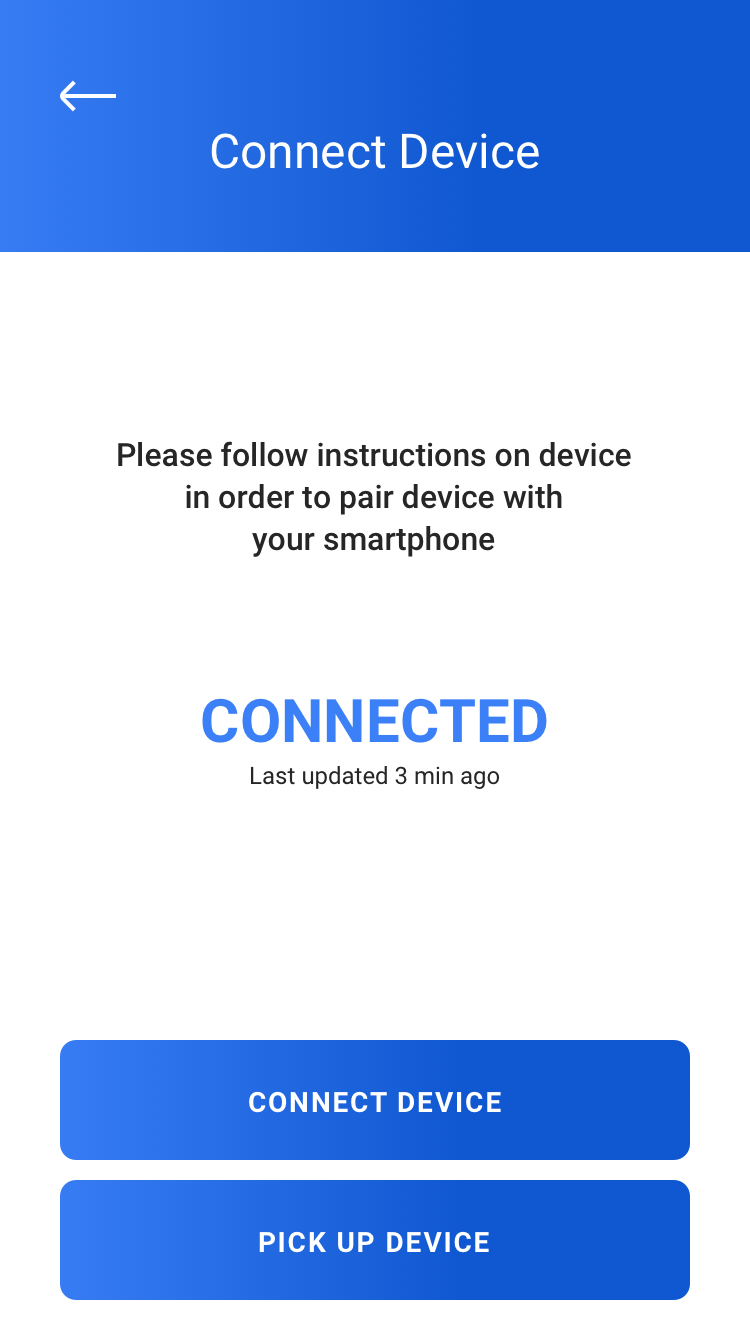 Connect Device
Please follow instructions on device
in order to pair device with
your smartphone
CONNECTED
Last updated 3 min ago
CONNECT DEVICE
PICK UP DEVICE